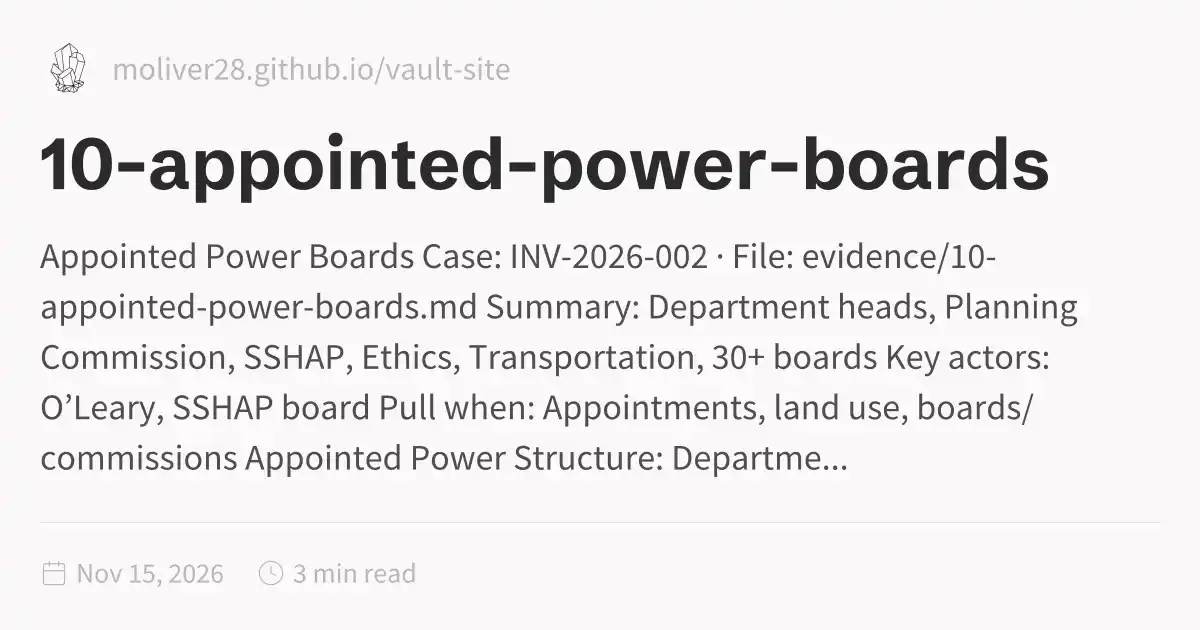 moliver28.github.io/vault-site
10-appointed-power-boards
Appointed Power Boards Case: INV-2026-002 · File: evidence/10-
appointed-power-boards.md Summary: Department heads, Planning
Commission, SSHAP, Ethics, Transportation, 30+ boards Key actors:
O’Leary, SSHAP board Pull when: Appointments, land use, boards/
commissions Appointed Power Structure: Departme...
Nov 15, 2026 3 min read